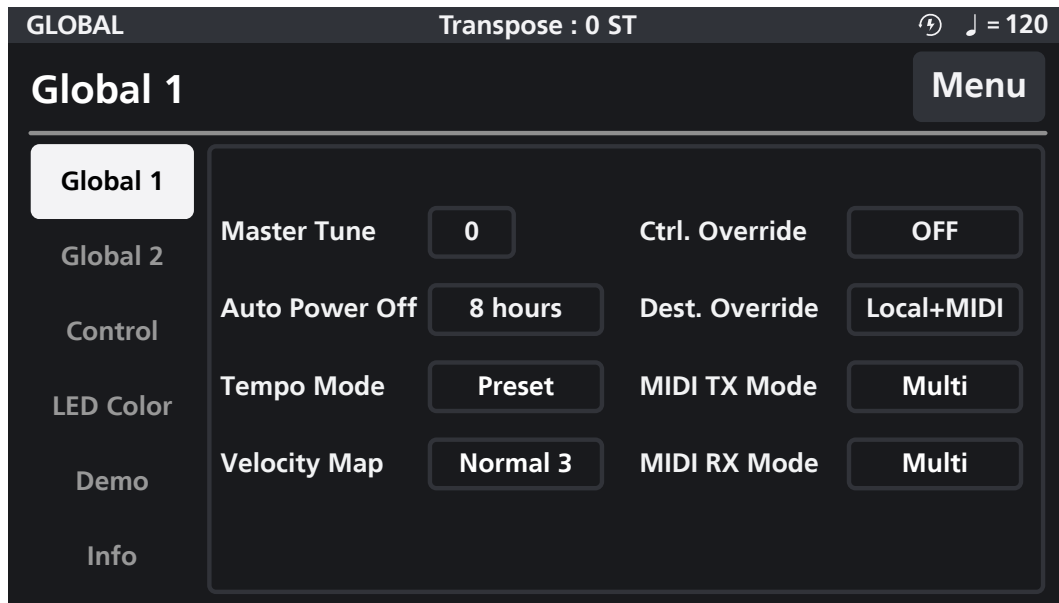 GLOBAL Transpose : 0 ST ♩ = 120
Global 1 Menu
Global 1
Global 2
Control
LED Color
Demo
Info
Master Tune 0 Ctrl. Override OFF
Auto Power Off 8 hours Dest. Override Local+MIDI
Tempo Mode Preset MIDI TX Mode Multi
Velocity Map Normal 3 MIDI RX Mode Multi